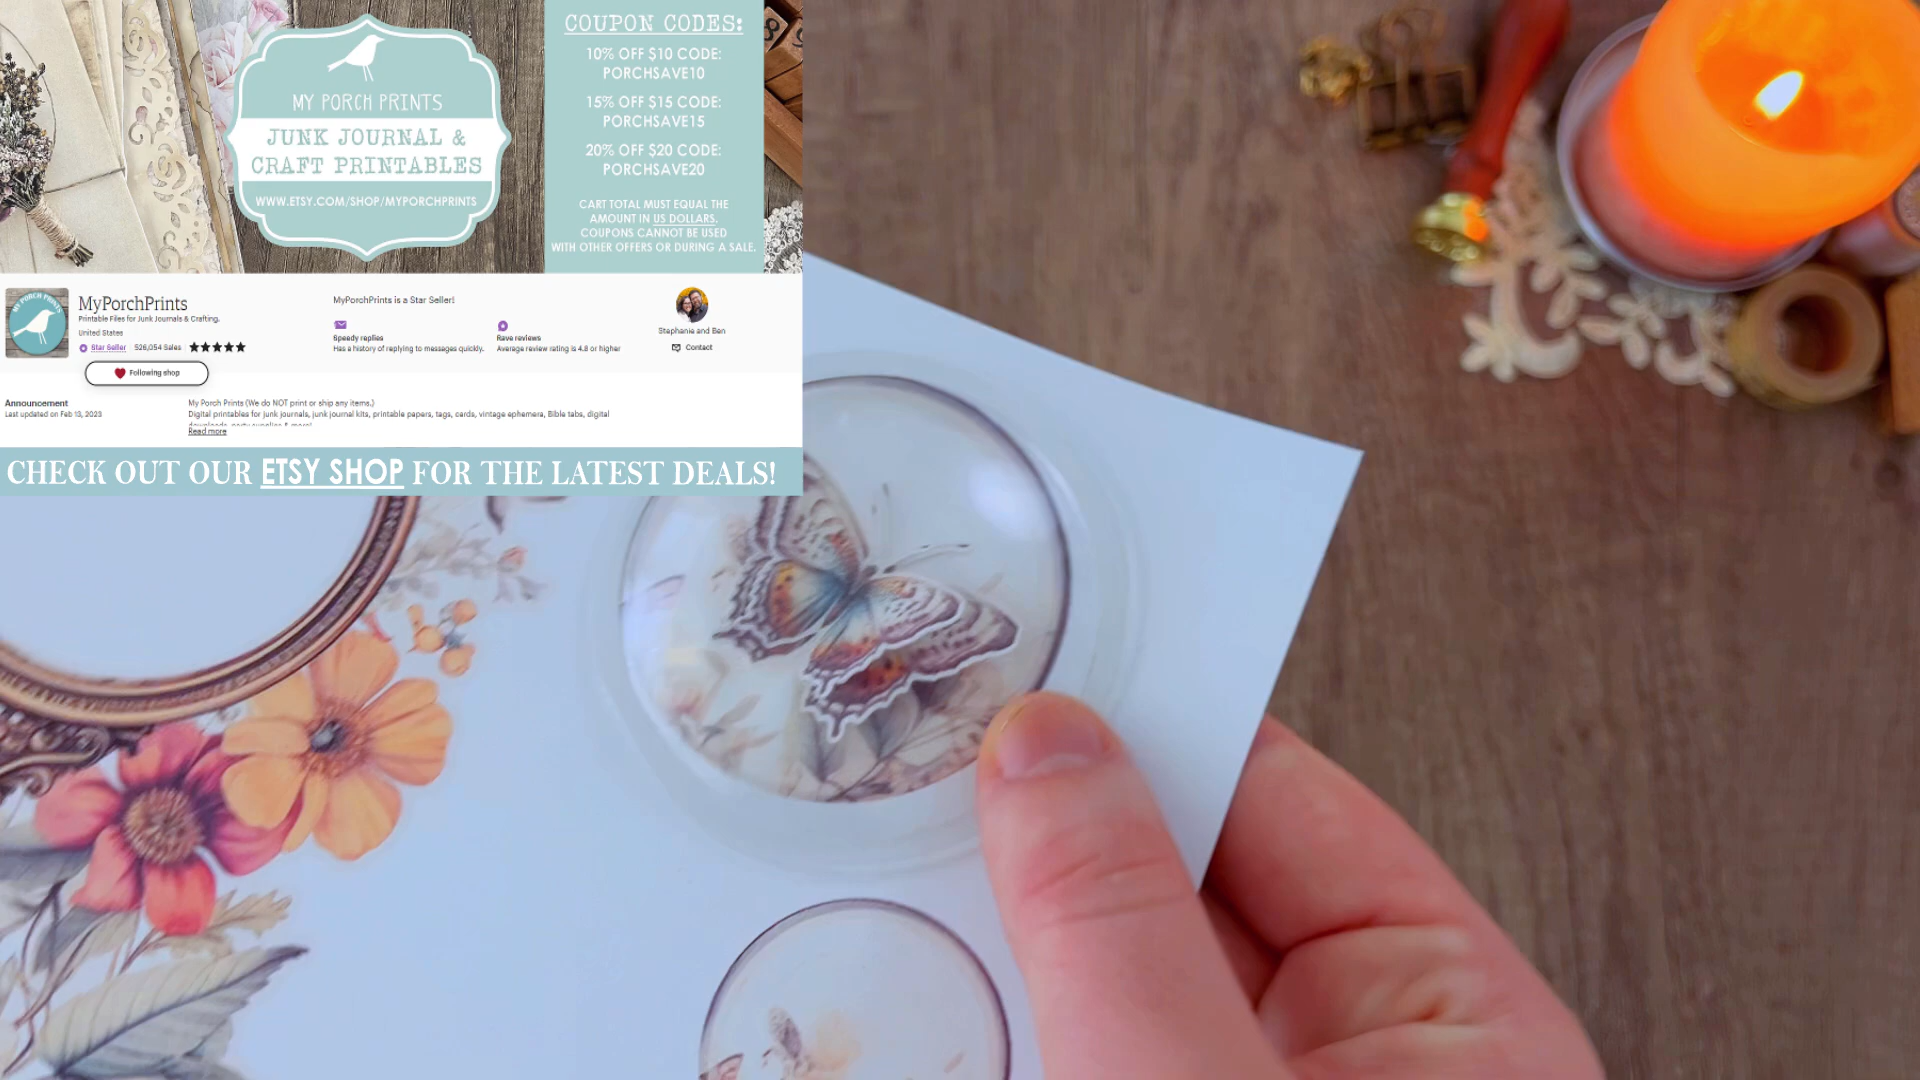 MY PORCH PRINTS
JUNK JOURNAL &
CRAFT PRINTABLES
WWW.ETSY.COM/SHOP/MYPORCHPRINTS
COUPON CODES:
10% OFF $10 CODE:
PORCHSAVE10
15% OFF $15 CODE:
PORCHSAVE15
20% OFF $20 CODE:
PORCHSAVE20
CART TOTAL MUST EQUAL THE
AMOUNT IN US DOLLARS.
COUPONS CANNOT BE USED
WITH OTHER OFFERS OR DURING A SALE.
MY PORCH PRINTS
MyPorchPrints
Printable Files for Junk Journals & Crafting.
United States
Star Seller 526,054 Sales
Following shop
MyPorchPrints is a Star Seller!
Speedy replies
Has a history of replying to messages quickly.
Rave reviews
Average review rating is 4.8 or higher
Stephanie and Ben
Contact
Announcement
Last updated on Feb 13, 2023
My Porch Prints (We do NOT print or ship any items.)
Digital printables for junk journals, junk journal kits, printable papers, tags, cards, vintage ephemera, Bible tabs, digital
Read more
CHECK OUT OUR ETSY SHOP FOR THE LATEST DEALS!